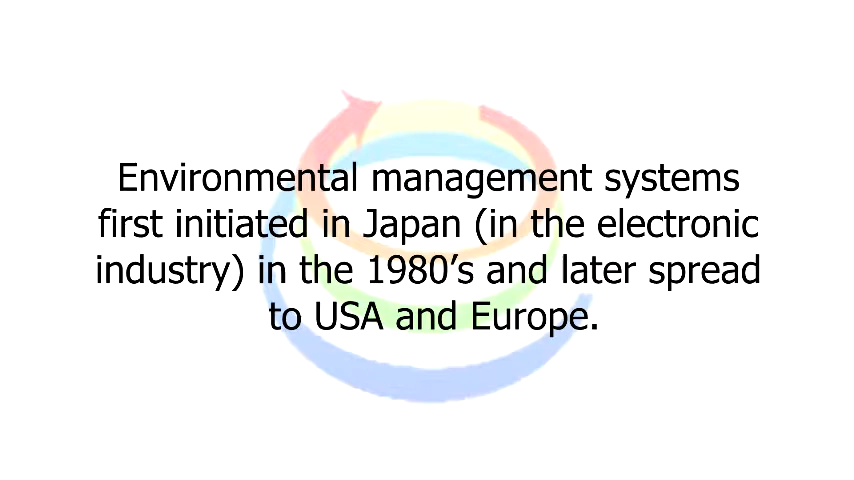 Environmental management systems
first initiated in Japan (in the electronic
industry) in the 1980’s and later spread
to USA and Europe.